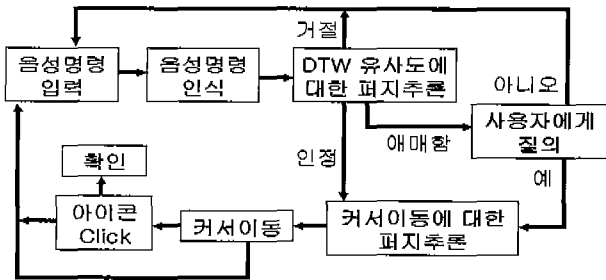 거절
음성명령
입력
음성명령
인식
DTW 유사도에
대한 퍼지추론
아니오
사용자에게
질의
애매함
인정
예
확인
아이콘
Click
커서이동
커서이동에 대한
퍼지추론